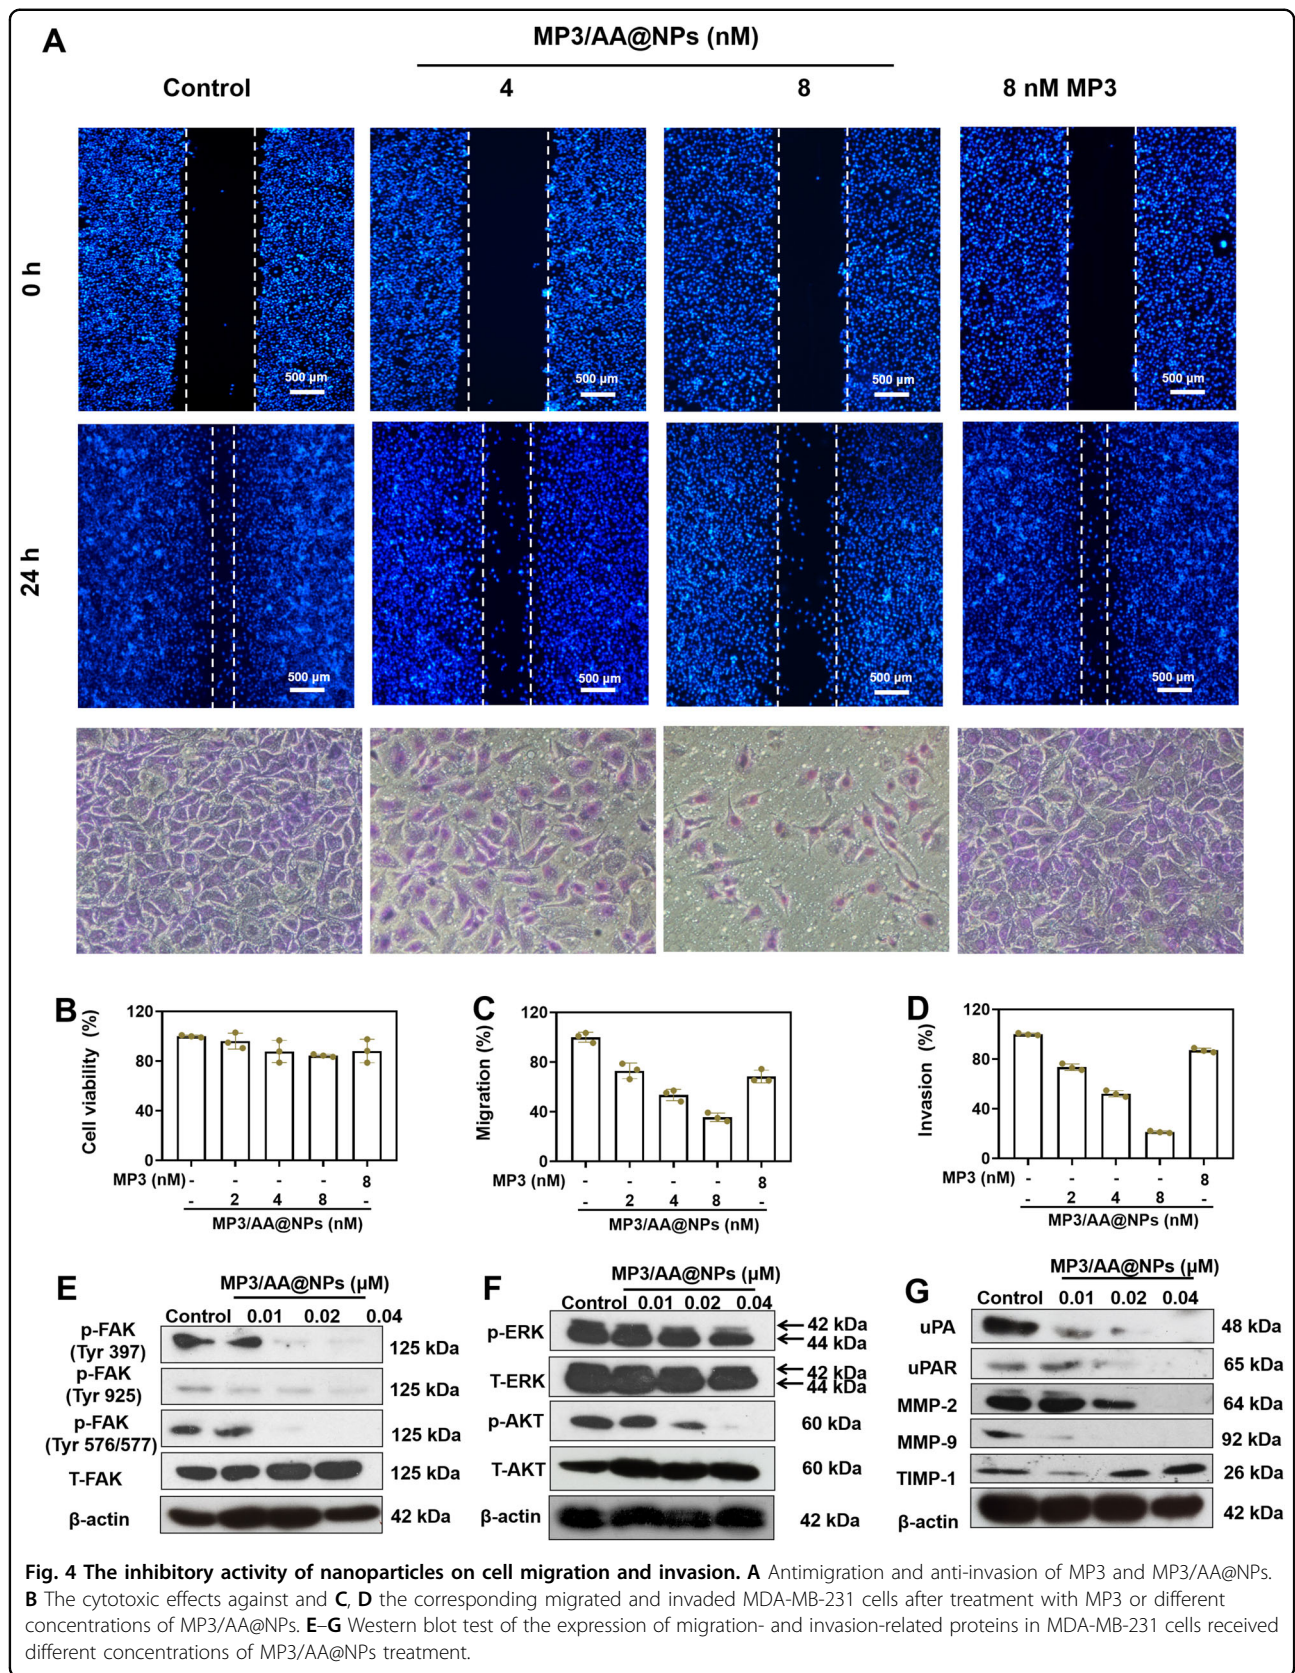 A
MP3/AA@NPs (nM)
Control
4
8
8 nM MP3
0 h
500 µm
500 µm
500 µm
500 µm
24 h
500 µm
500 µm
500 µm
500 µm
B
Cell viability (%)
120
80
40
0
MP3 (nM) - - - - 8
- 2 4 8 -
MP3/AA@NPs (nM)
C
Migration (%)
120
80
40
0
MP3 (nM) - - - - 8
- 2 4 8 -
MP3/AA@NPs (nM)
D
Invasion (%)
120
80
40
0
MP3 (nM) - - - - 8
- 2 4 8 -
MP3/AA@NPs (nM)
E
MP3/AA@NPs (µM)
Control 0.01 0.02 0.04
p-FAK
(Tyr 397)
125 kDa
p-FAK
(Tyr 925)
125 kDa
p-FAK
(Tyr 576/577)
125 kDa
T-FAK
125 kDa
β-actin
42 kDa
F
MP3/AA@NPs (µM)
Control 0.01 0.02 0.04
p-ERK
42 kDa
44 kDa
T-ERK
42 kDa
44 kDa
p-AKT
60 kDa
T-AKT
60 kDa
β-actin
42 kDa
G
MP3/AA@NPs (µM)
Control 0.01 0.02 0.04
uPA
48 kDa
uPAR
65 kDa
MMP-2
64 kDa
MMP-9
92 kDa
TIMP-1
26 kDa
β-actin
42 kDa
Fig. 4 The inhibitory activity of nanoparticles on cell migration and invasion. A Antimigration and anti-invasion of MP3 and MP3/AA@NPs.
B The cytotoxic effects against and C, D the corresponding migrated and invaded MDA-MB-231 cells after treatment with MP3 or different
concentrations of MP3/AA@NPs. E–G Western blot test of the expression of migration- and invasion-related proteins in MDA-MB-231 cells received
different concentrations of MP3/AA@NPs treatment.